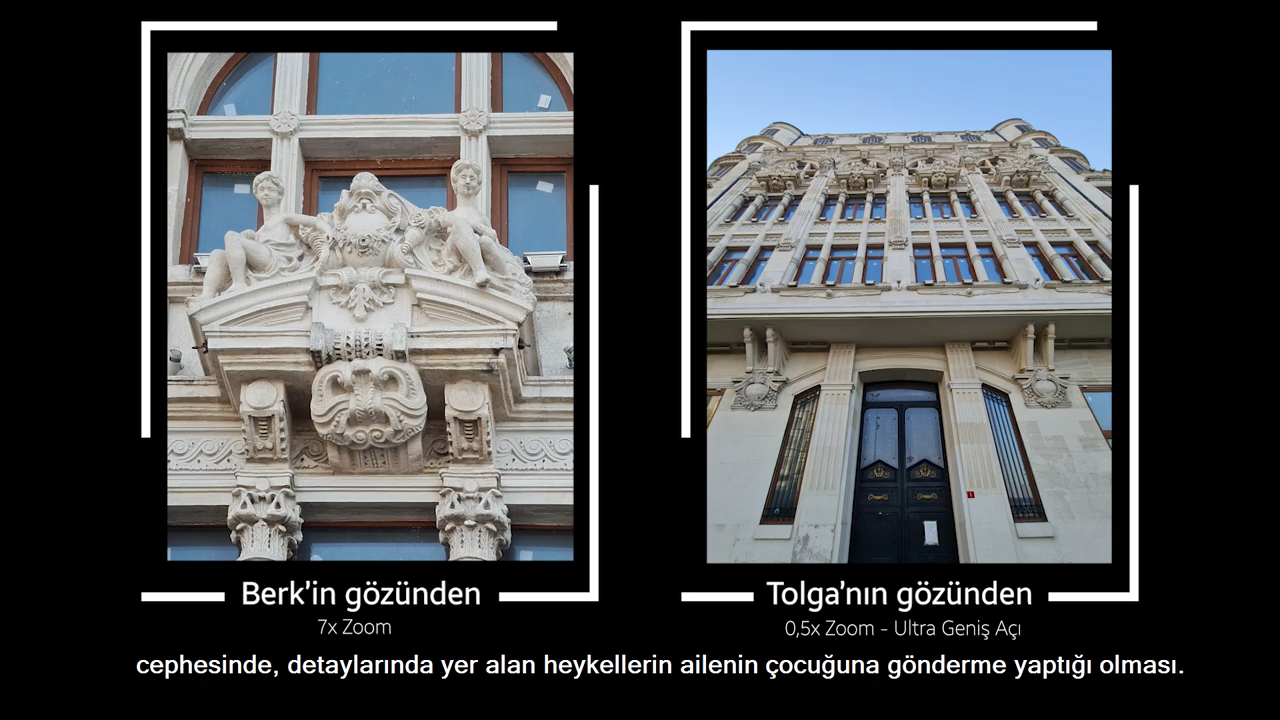 Berk'in gözünden
7x Zoom
Tolga'nın gözünden
0,5x Zoom - Ultra Geniş Açı
cephesinde, detaylarında yer alan heykellerin ailenin çocuğuna gönderme yaptığı olması.